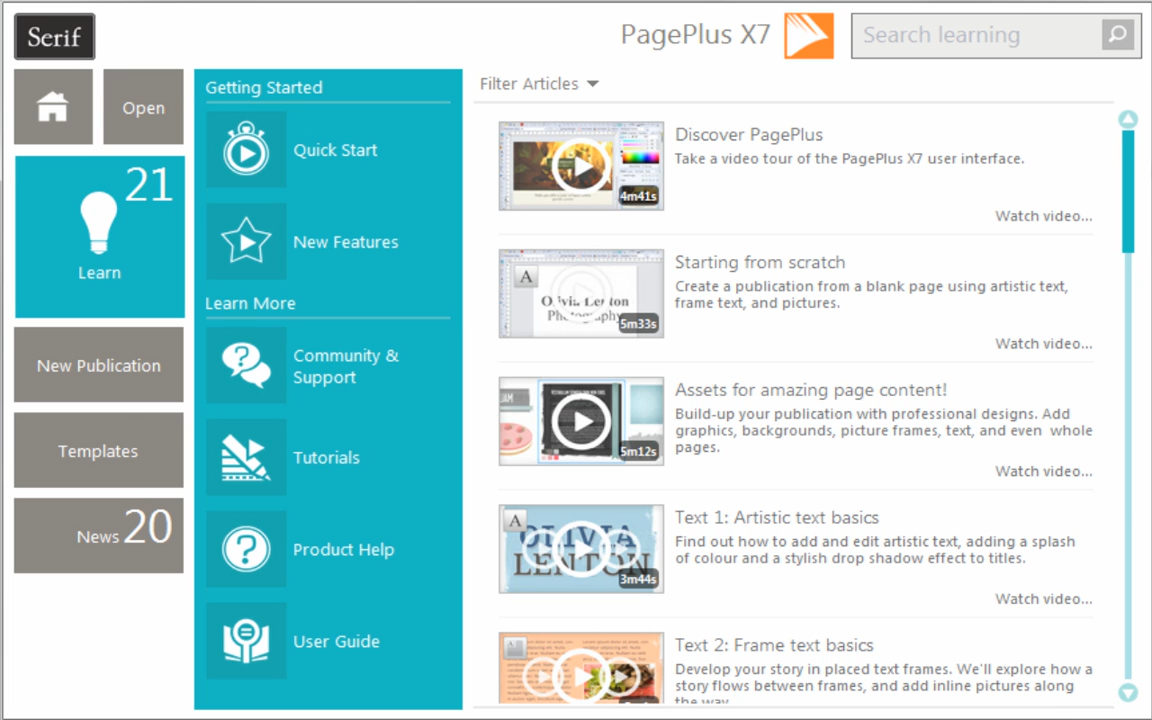 Serif
PagePlus X7
Search learning
Open
21
Learn
New Publication
Templates
News 20
Getting Started
Quick Start
New Features
Learn More
Community &
Support
Tutorials
Product Help
User Guide
Filter Articles
4m41s
Discover PagePlus
Take a video tour of the PagePlus X7 user interface.
Watch video...
A
Olivia Lenton
Photography
5m33s
Starting from scratch
Create a publication from a blank page using artistic text,
frame text, and pictures.
Watch video...
5m12s
Assets for amazing page content!
Build-up your publication with professional designs. Add
graphics, backgrounds, picture frames, text, and even whole
pages.
Watch video...
A
OLIVIA
LENTON
3m44s
Text 1: Artistic text basics
Find out how to add and edit artistic text, adding a splash
of colour and a stylish drop shadow effect to titles.
Watch video...
Text 2: Frame text basics
Develop your story in placed text frames. We'll explore how a
story flows between frames, and add inline pictures along
the way.